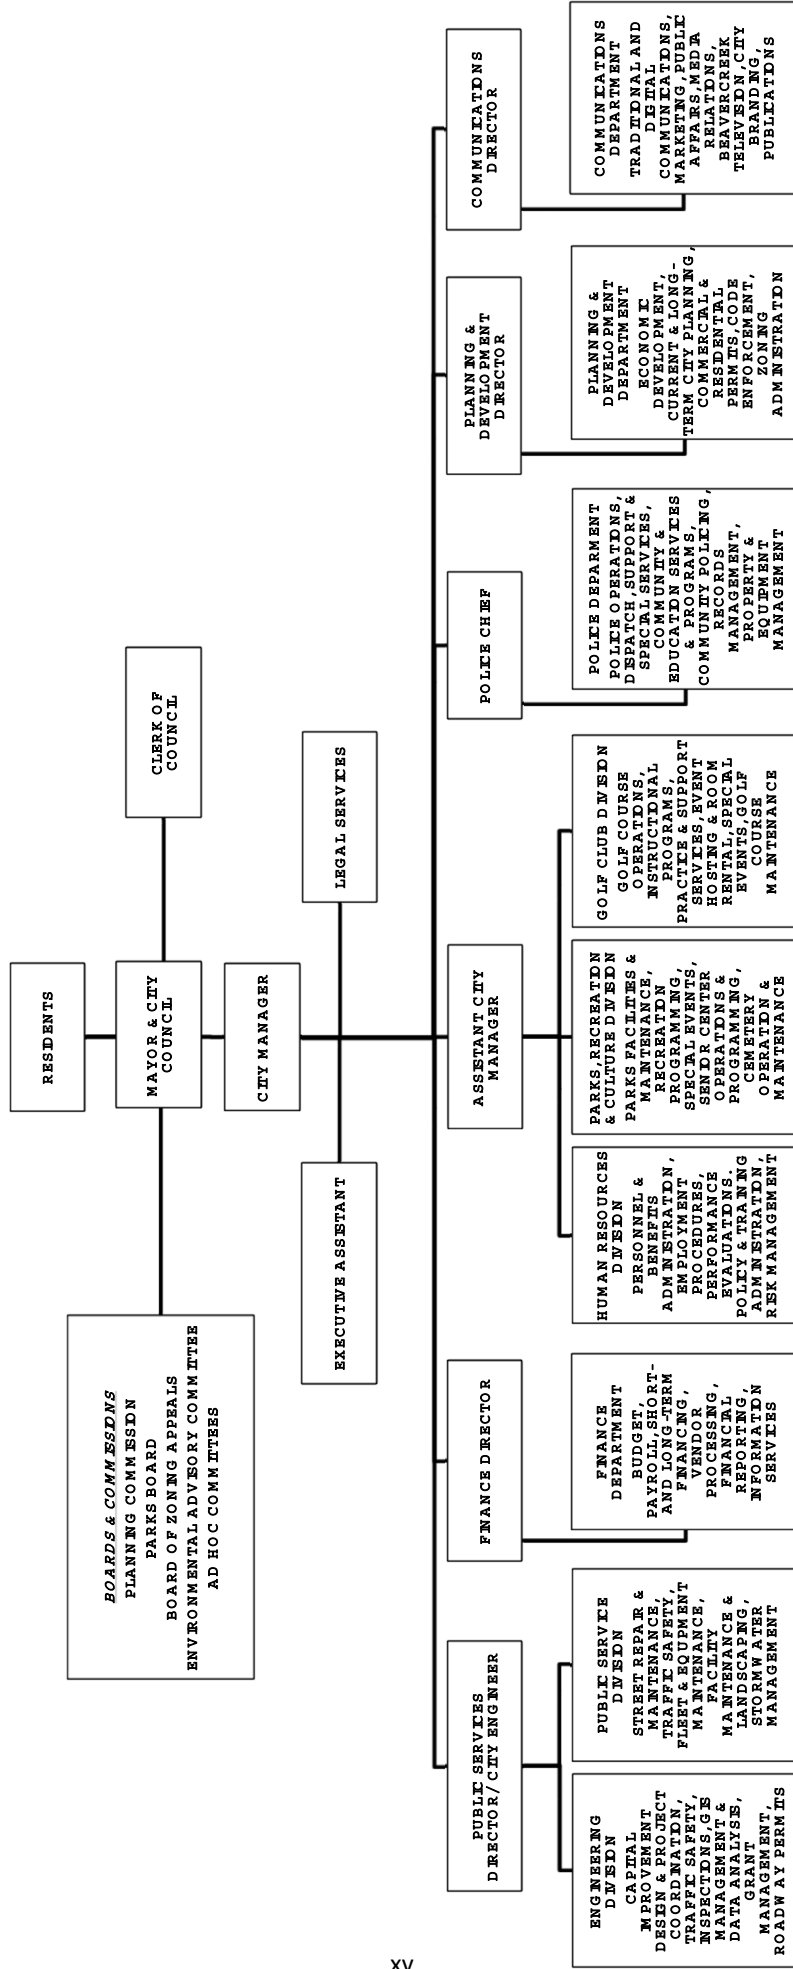 RESIDENTS
BOARDS & COMMISSIONS
PLANNING COMMISSION
PARKS BOARD
BOARD OF ZONING APPEALS
ENVIRONMENTAL ADVISORY COMMITTEE
AD HOC COMMITTEES
MAYOR & CITY
COUNCIL
CLERK OF
COUNCIL
CITY MANAGER
EXECUTIVE ASSISTANT
LEGAL SERVICES
PUBLIC SERVICES
DIRECTOR/ CITY ENGINEER
FINANCE DIRECTOR
ASSISTANT CITY
MANAGER
POLICE CHIEF
PLANNING &
DEVELOPMENT
DIRECTOR
COMMUNICATIONS
DIRECTOR
ENGINEERING
DIVISION
CAPITAL
IMPROVEMENT
DESIGN & PROJECT
COORDINATION,
TRAFFIC SAFETY,
INSPECTIONS, GIS
MANAGEMENT &
DATA ANALYSIS,
GRANT
MANAGEMENT,
ROADWAY PERMITS
PUBLIC SERVICE
DIVISION
STREET REPAIR &
MAINTENANCE,
TRAFFIC SAFETY,
FLEET & EQUIPMENT
MAINTENANCE,
FACILITY
MAINTENANCE &
LANDSCAPING,
STORMWATER
MANAGEMENT
FINANCE
DEPARTMENT
BUDGET,
PAYROLL, SHORT-
AND LONG-TERM
FINANCING,
VENDOR
PROCESSING,
FINANCIAL
REPORTING,
INFORMATION
SERVICES
HUMAN RESOURCES
DIVISION
PERSONNEL &
BENEFITS
ADMINISTRATION,
EMPLOYMENT
PROCEDURES,
PERFORMANCE
EVALUATIONS.
POLICY & TRAINING
ADMINISTRATION,
RISK MANAGEMENT
PARKS, RECREATION
& CULTURE DIVISION
PARKS FACILITIES &
MAINTENANCE,
RECREATION
PROGRAMMING,
SPECIAL EVENTS,
SENIOR CENTER
OPERATIONS &
PROGRAMMING,
CEMETERY
OPERATION &
MAINTENANCE
GOLF CLUB DIVISION
GOLF COURSE
OPERATIONS,
INSTRUCTIONAL
PROGRAMS,
PRACTICE & SUPPORT
SERVICES, EVENT
HOSTING & ROOM
RENTAL, SPECIAL
EVENTS, GOLF
COURSE
MAINTENANCE
POLICE DEPARMENT
POLICE OPERATIONS,
DISPATCH, SUPPORT &
SPECIAL SERVICES,
COMMUNITY &
EDUCATION SERVICES
& PROGRAMS,
COMMUNITY POLICING,
RECORDS
MANAGEMENT,
PROPERTY &
EQUIPMENT
MANAGEMENT
PLANNING &
DEVELOPMENT
DEPARTMENT
ECONOMIC
DEVELOPMENT,
CURRENT & LONG-
TERM CITY PLANNING,
COMMERCIAL &
RESIDENTIAL
PERMITS, CODE
ENFORCEMENT,
ZONING
ADMINISTRATION
COMMUNICATIONS
DEPARTMENT
TRADITIONAL AND
DIGITAL
COMMUNICATIONS,
MARKETING, PUBLIC
AFFAIRS, MEDIA
RELATIONS,
BEAVERCREEK
TELEVISION, CITY
BRANDING,
PUBLICATIONS
xv